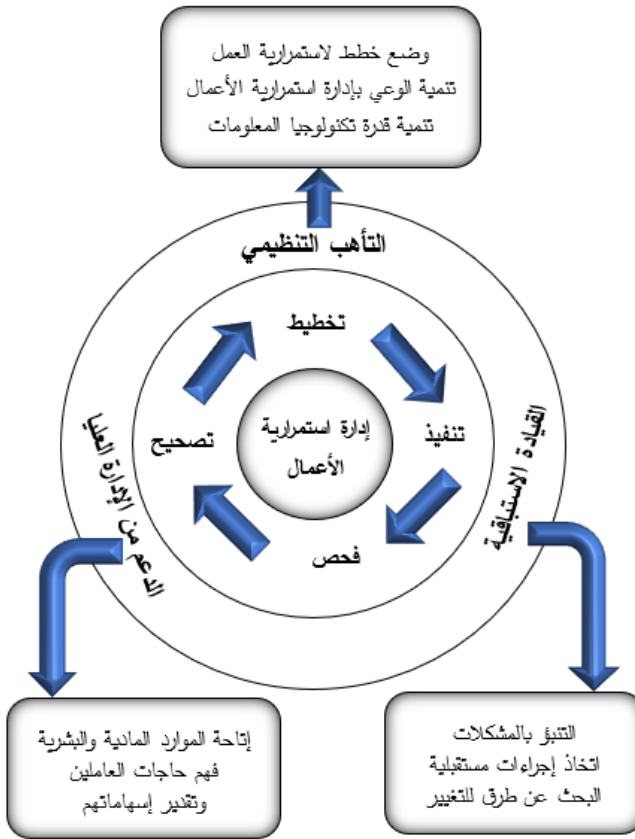 وضع خطط لاستمرارية العمل
تنمية الوعي بإدارة استمرارية الأعمال
تنمية قدرة تكنولوجيا المعلومات
التأهب التنظيمي
تخطيط
تنفيذ
فحص
تصحيح
إدارة استمرارية
الأعمال
القيادة الاستباقية
الدعم من الإدارة العليا
التنبؤ بالمشكلات
اتخاذ إجراءات مستقبلية
البحث عن طرق للتغيير
إتاحة الموارد المادية والبشرية
فهم حاجات العاملين
وتقدير إسهاماتهم